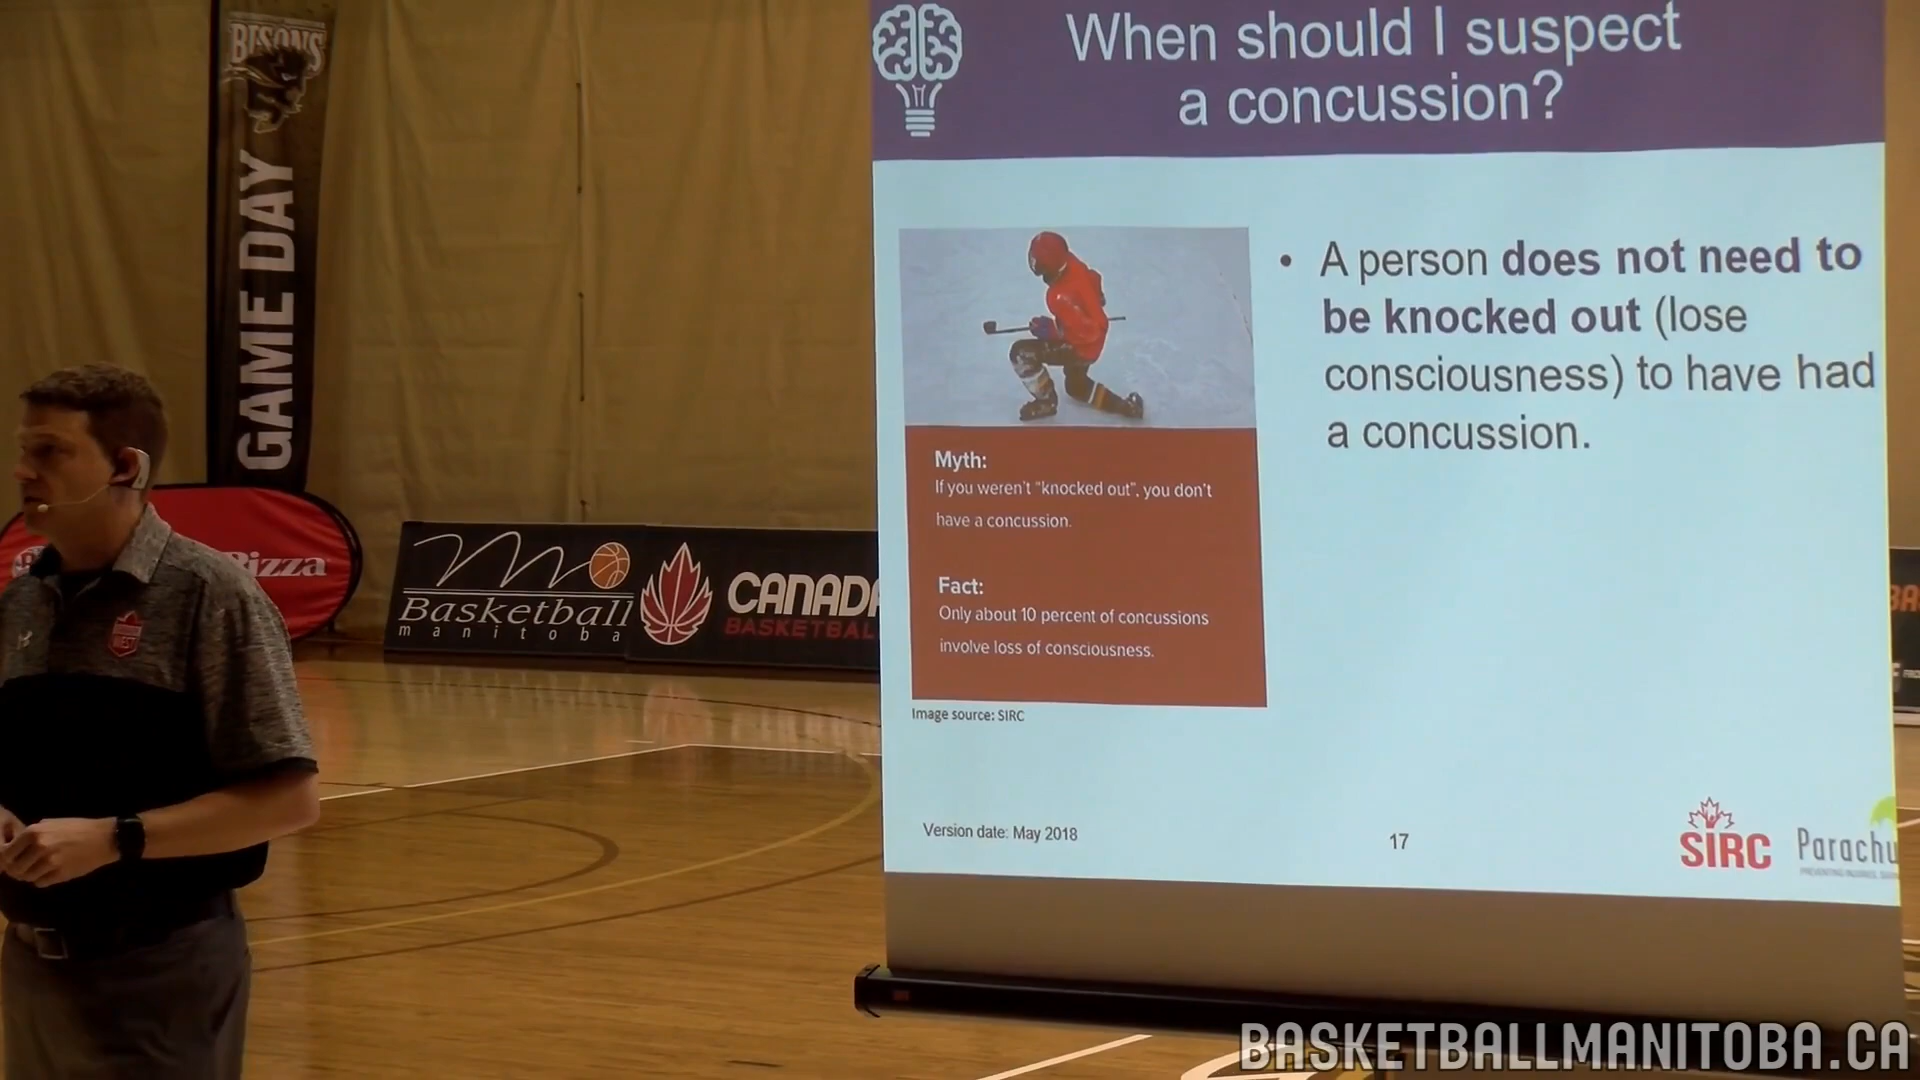 BISONS
GAME DAY
Pizza
Basketball
manitoba
CANADA
BASKETBAL
When should I suspect
a concussion?
• A person does not need to
be knocked out (lose
consciousness) to have had
a concussion.
Myth:
If you weren't "knocked out", you don't
have a concussion.
Fact:
Only about 10 percent of concussions
involve loss of consciousness.
Image source: SIRC
Version date: May 2018
17
SIRC
Parachu
BASKETBALLMANITOBA.CA